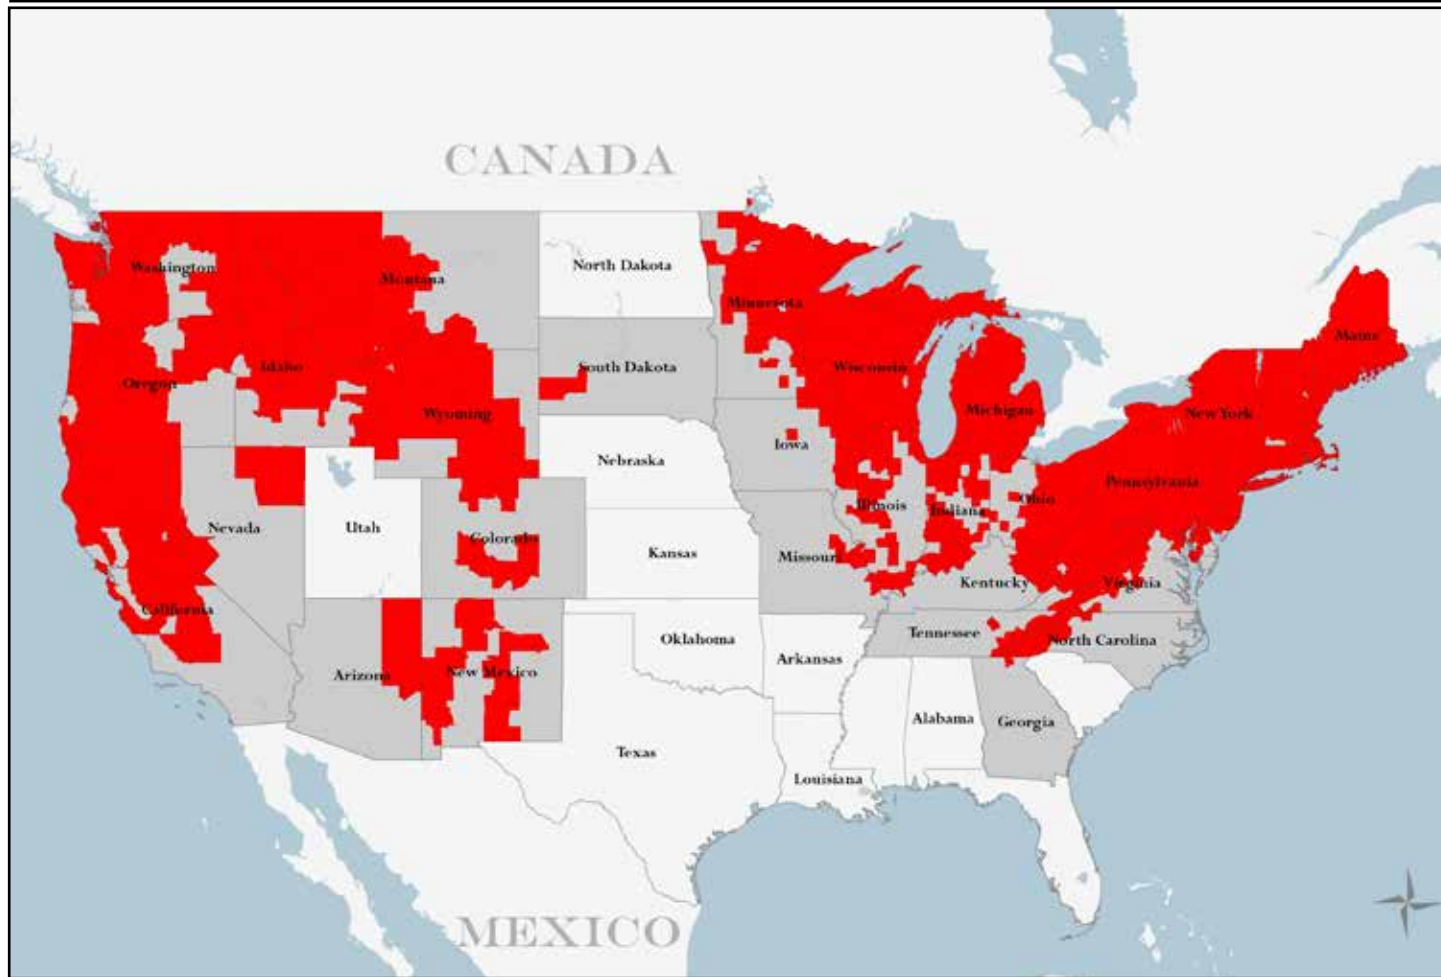 CANADA
Washington
Montana
North Dakota
Minnesota
Maine
Oregon
Idaho
Wyoming
South Dakota
Wisconsin
Michigan
New York
Iowa
Nebraska
Pennsylvania
Nevada
Utah
Colorado
Kansas
Missouri
Illinois
Indiana
Ohio
Kentucky
Virginia
California
Arizona
New Mexico
Oklahoma
Arkansas
Tennessee
North Carolina
Texas
Louisiana
Alabama
Georgia
MEXICO